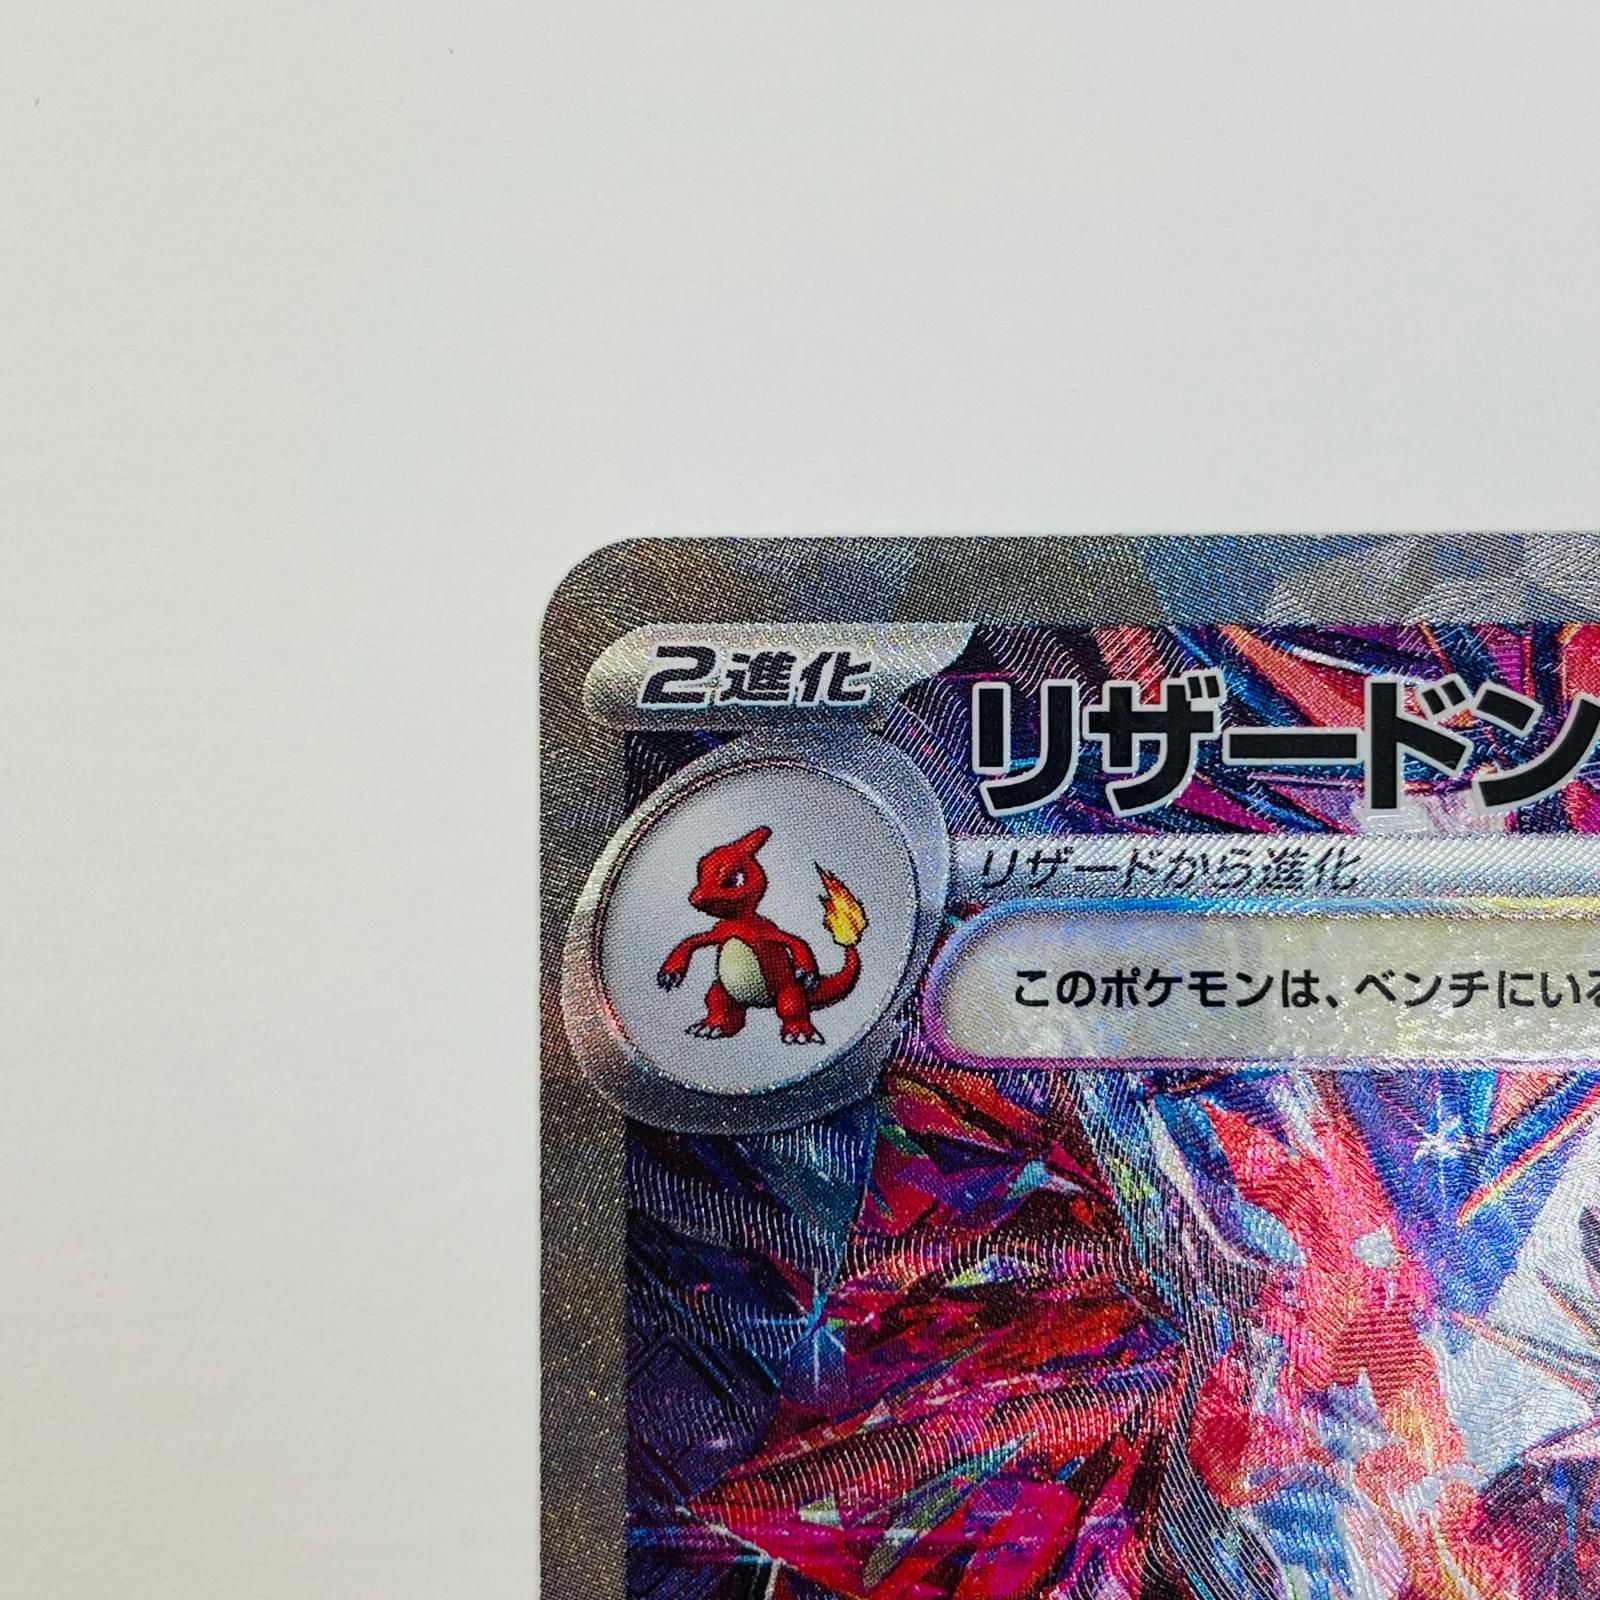 2進化
リザードン
リザードから進化
このポケモンは、ベンチにいる